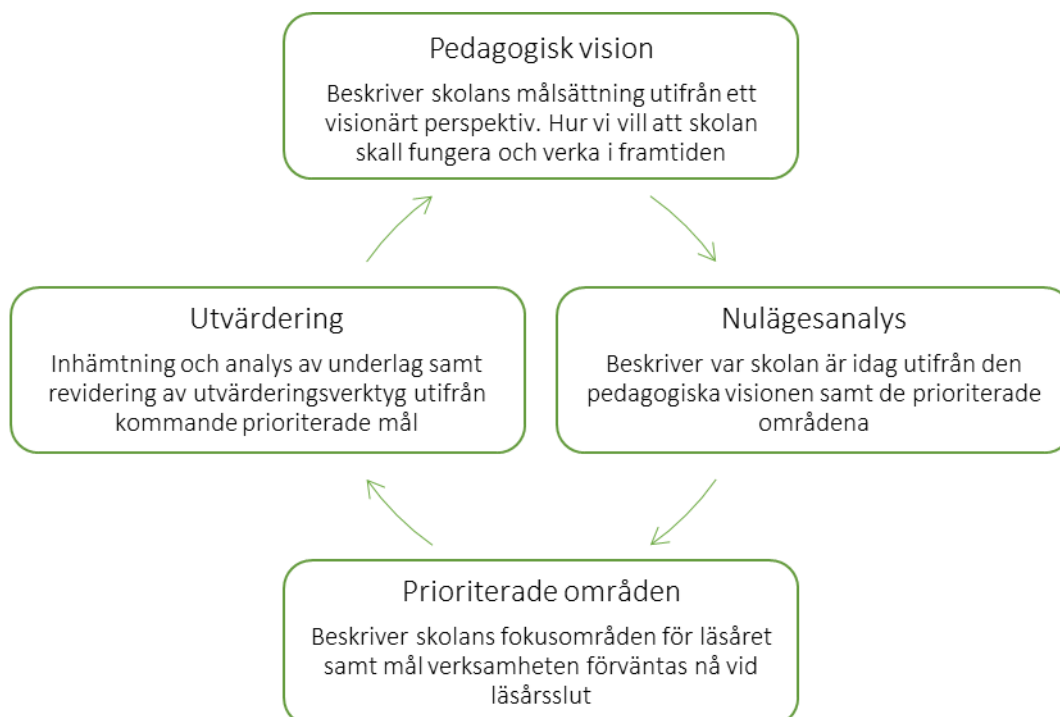 Pedagogisk vision
Beskriver skolans målsättning utifrån ett
visionärt perspektiv. Hur vi vill att skolan
skall fungera och verka i framtiden
Utvärdering
Inhämtning och analys av underlag samt
revidering av utvärderingsverktyg utifrån
kommande prioriterade mål
Nulägesanalys
Beskriver var skolan är idag utifrån den
pedagogiska visionen samt de prioriterade
områdena
Prioriterade områden
Beskriver skolans fokusområden för läsåret
samt mål verksamheten förväntas nå vid
läsårsslut